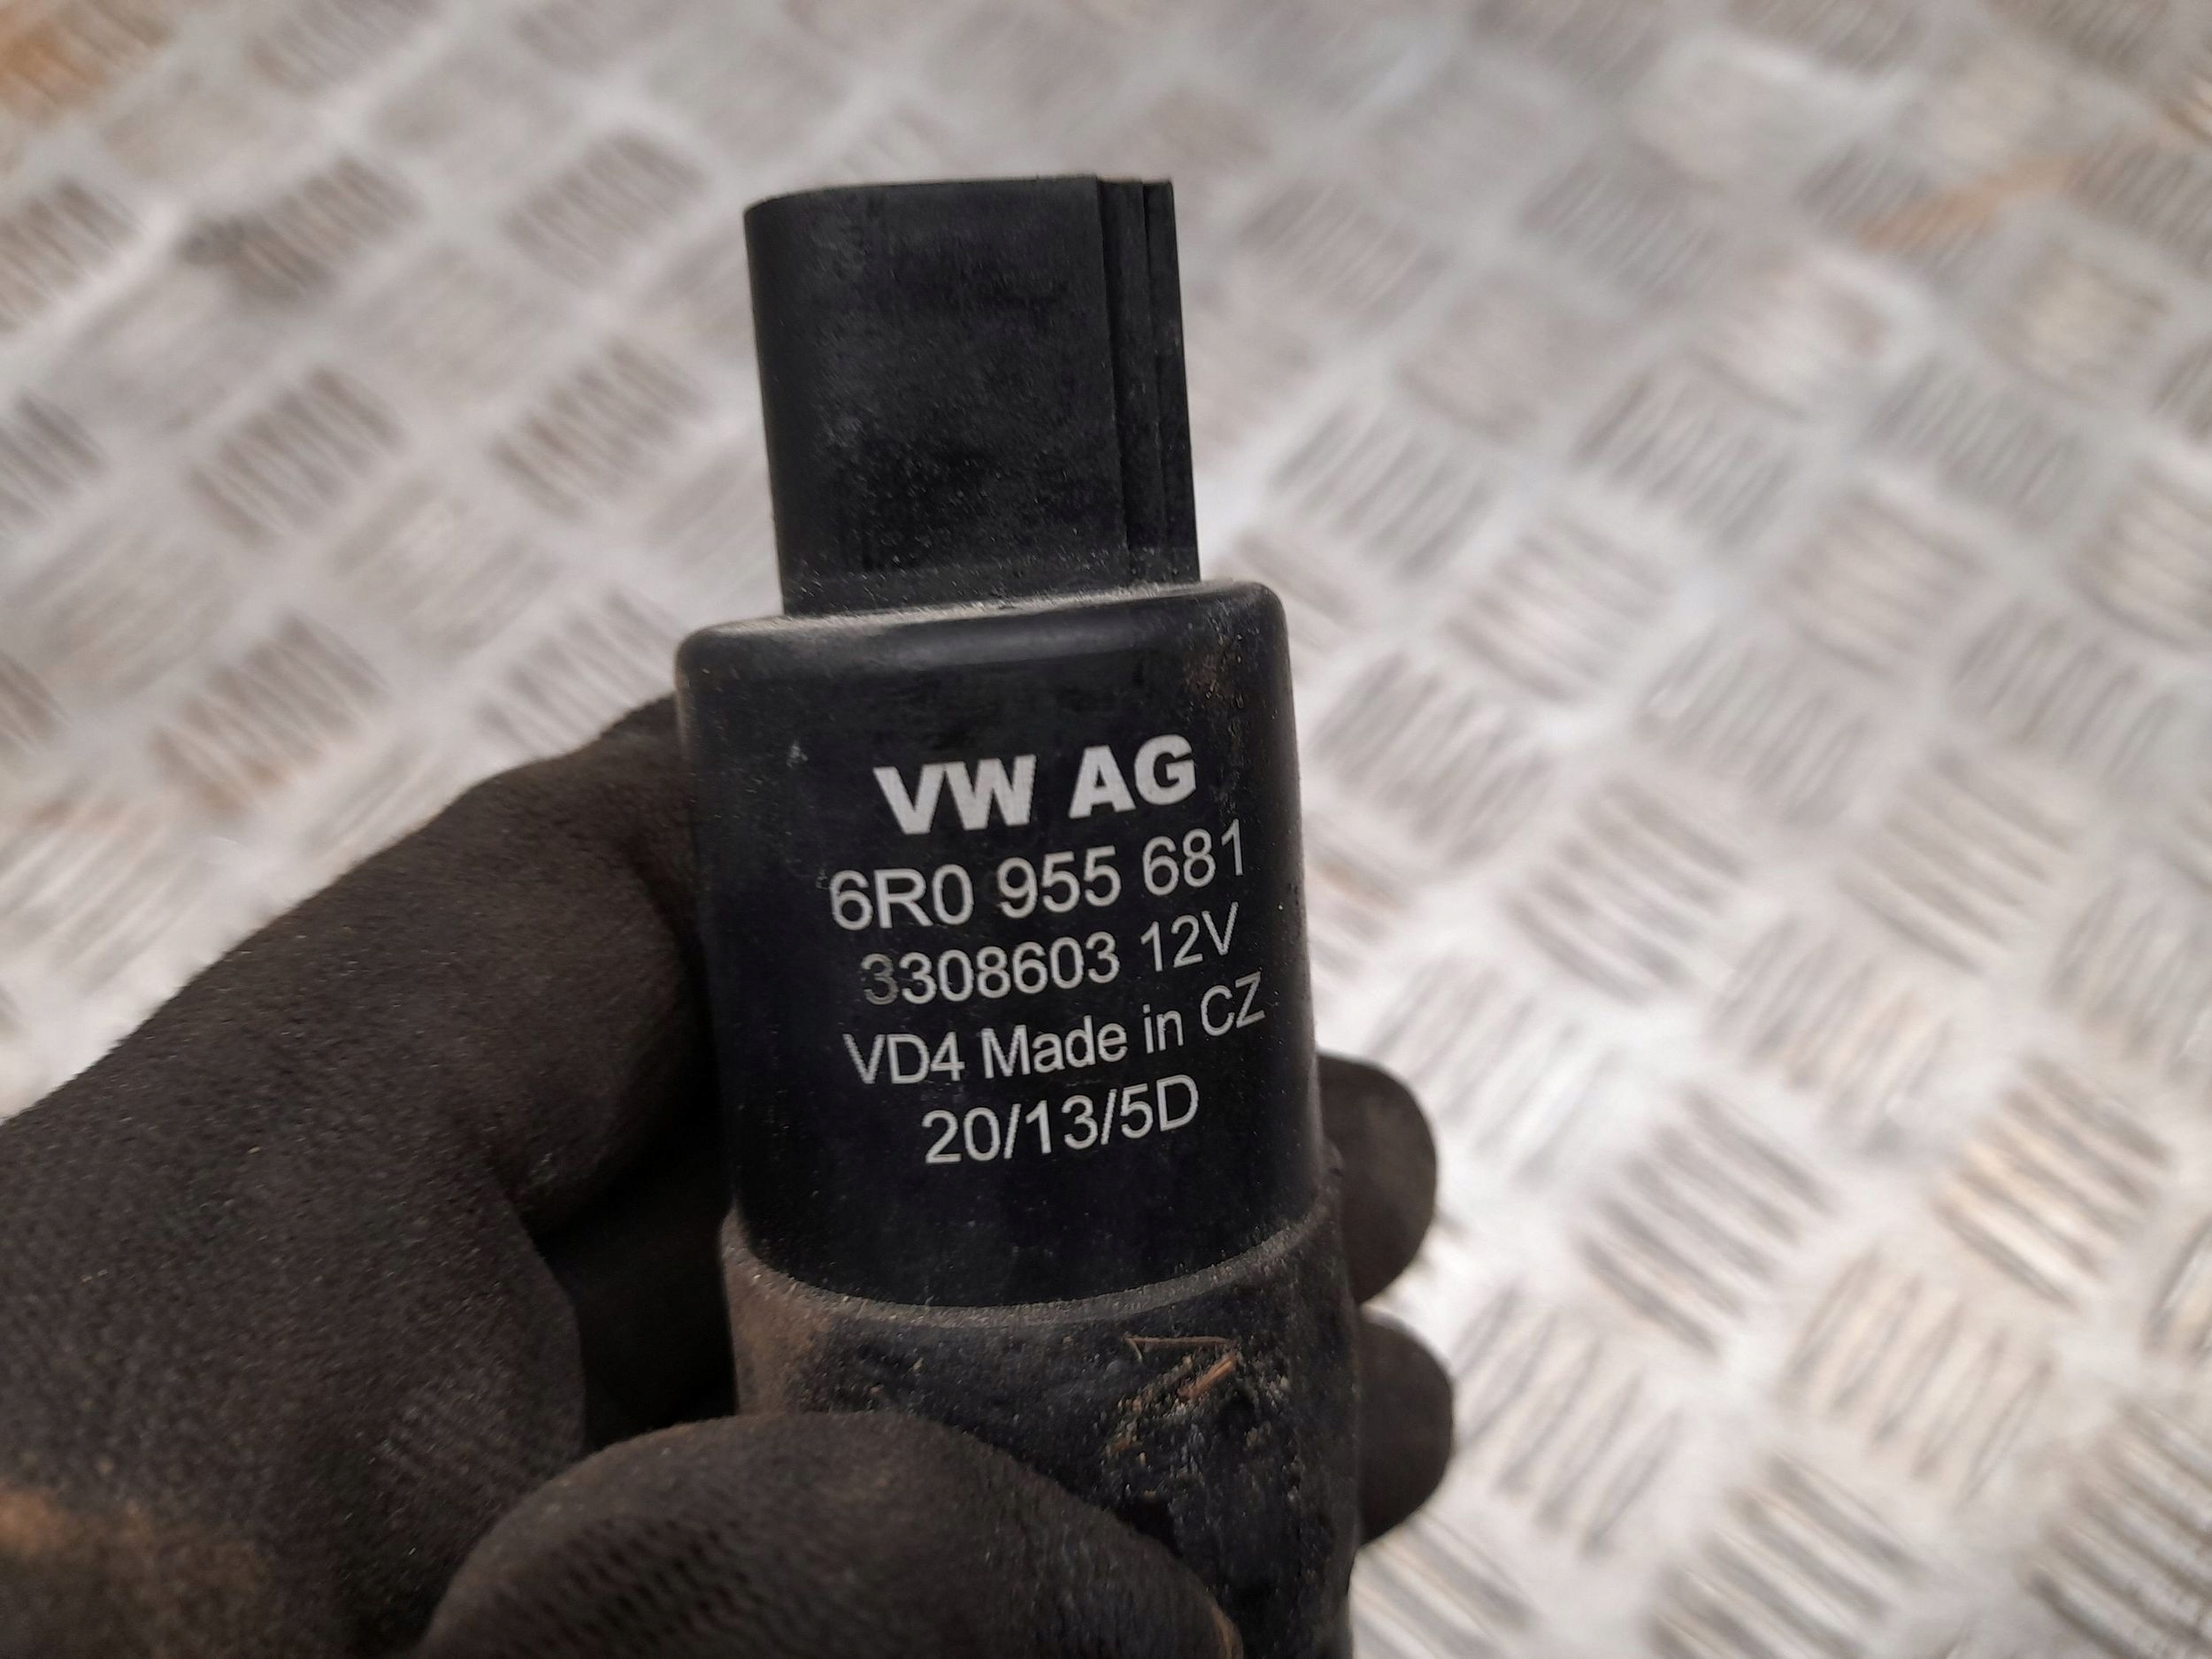 VW AG
6R0 955 681
3308603 12V
VD4 Made in CZ
20/13/5D